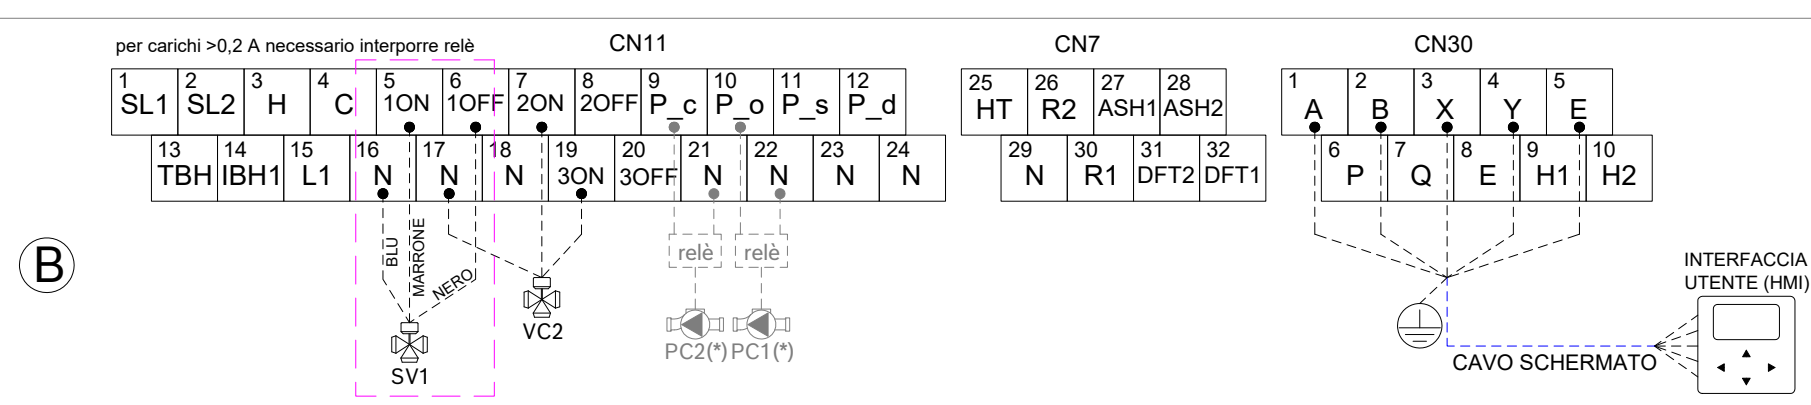 per carichi >0,2 A necessario interporre relè
CN11
CN7
CN30
1 SL1 2 SL2 3 H 4 C 5 1ON 6 1OFF 7 2ON 8 2OFF 9 P_c 10 P_o 11 P_s 12 P_d
13 TBH 14 IBH1 15 L1 16 N 17 N 18 N 19 3ON 20 3OFF 21 N 22 N 23 N 24 N
25 HT 26 R2 27 ASH1 28 ASH2
29 N 30 R1 31 DFT2 32 DFT1
1 A 2 B 3 X 4 Y 5 E
6 P 7 Q 8 E 9 H1 10 H2
B
BLU
MARRONE
NERO
SV1
VC2
relè
relè
PC2(*)
PC1(*)
CAVO SCHERMATO
INTERFACCIA
UTENTE (HMI)